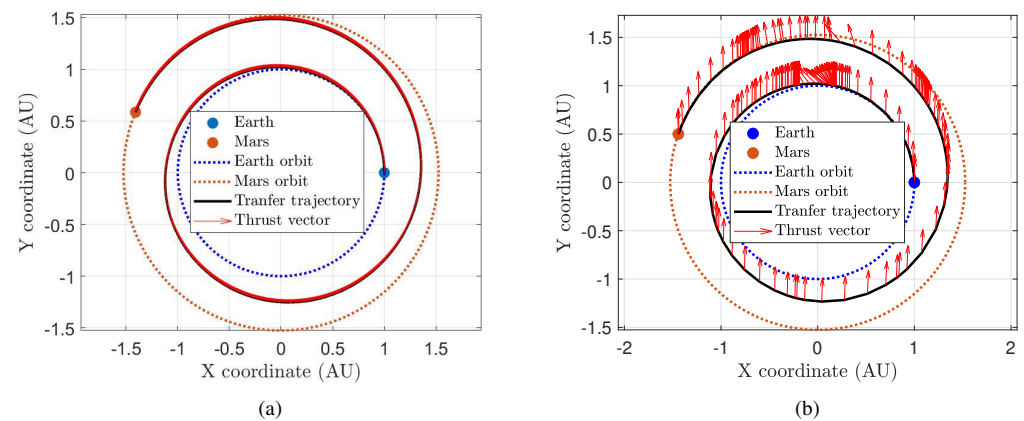 1.5
1
0.5
0
-0.5
-1
-1.5
Y coordinate (AU)
Earth
Mars
Earth orbit
Mars orbit
Tranfer trajectory
Thrust vector
-1.5 -1 -0.5 0 0.5 1 1.5
X coordinate (AU)
(a)
1.5
1
0.5
0
-0.5
-1
-1.5
Y coordinate (AU)
Earth
Mars
Earth orbit
Mars orbit
Tranfer trajectory
Thrust vector
-2 -1 0 1 2
X coordinate (AU)
(b)